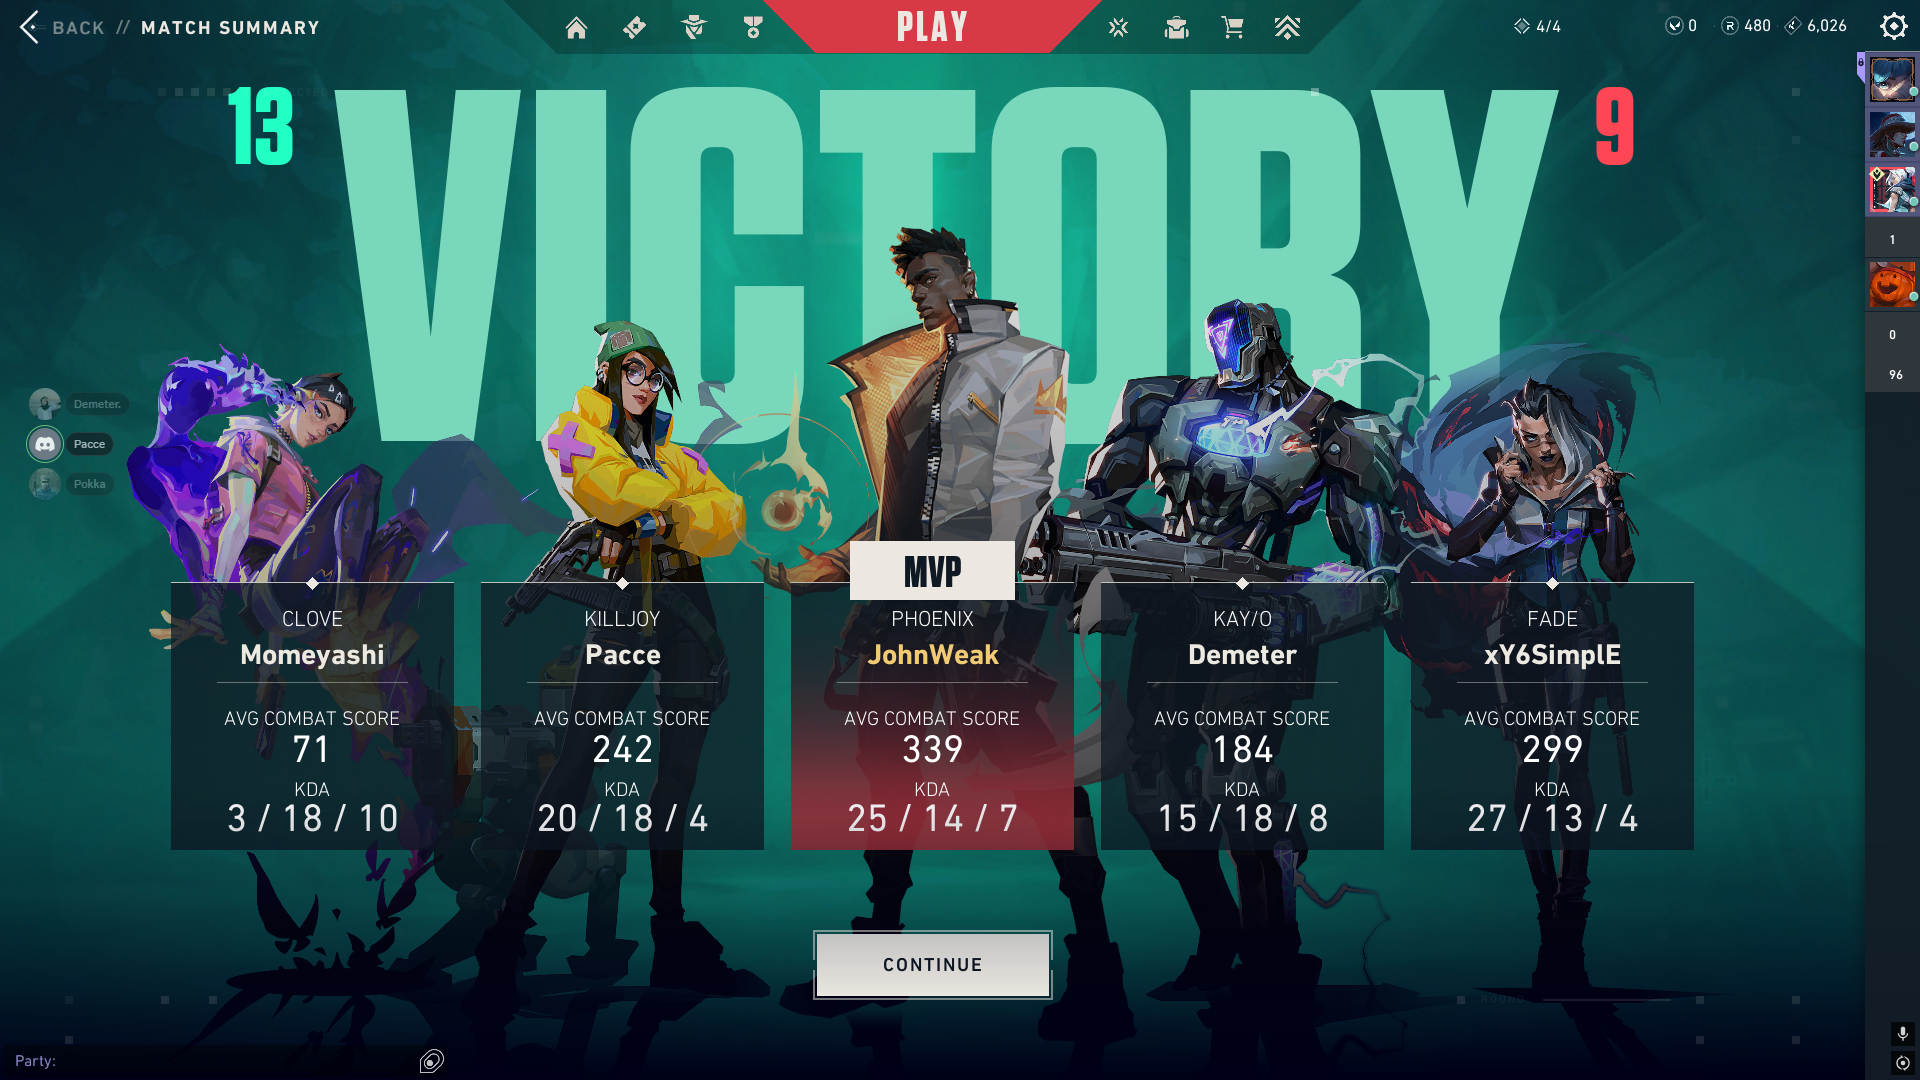 BACK // MATCH SUMMARY
PLAY
4/4
0
480
6,026
13
VICTORY
9
1
0
96
Demeter.
Pacce
Pokka
MVP
CLOVE
Momeyashi
AVG COMBAT SCORE
71
KDA
3 / 18 / 10
KILLJOY
Pacce
AVG COMBAT SCORE
242
KDA
20 / 18 / 4
PHOENIX
JohnWeak
AVG COMBAT SCORE
339
KDA
25 / 14 / 7
KAY/O
Demeter
AVG COMBAT SCORE
184
KDA
15 / 18 / 8
FADE
xY6SimplE
AVG COMBAT SCORE
299
KDA
27 / 13 / 4
CONTINUE
Party: